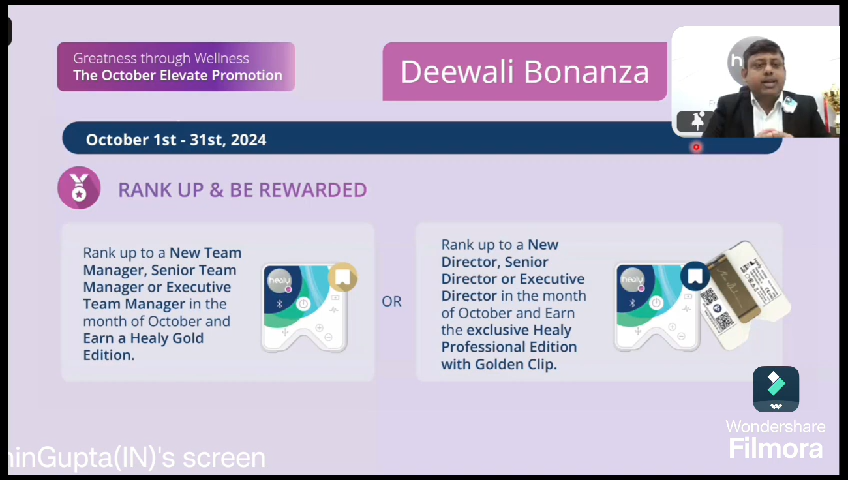 Greatness through Wellness
The October Elevate Promotion
Deewali Bonanza
October 1st - 31st, 2024
RANK UP & BE REWARDED
Rank up to a New Team
Manager, Senior Team
Manager or Executive
Team Manager in the
month of October and
Earn a Healy Gold
Edition.
OR
Rank up to a New
Director, Senior
Director or Executive
Director in the month
of October and Earn
the exclusive Healy
Professional Edition
with Golden Clip.
healy
healy
Wondershare
Filmora
hinGupta(IN)'s screen